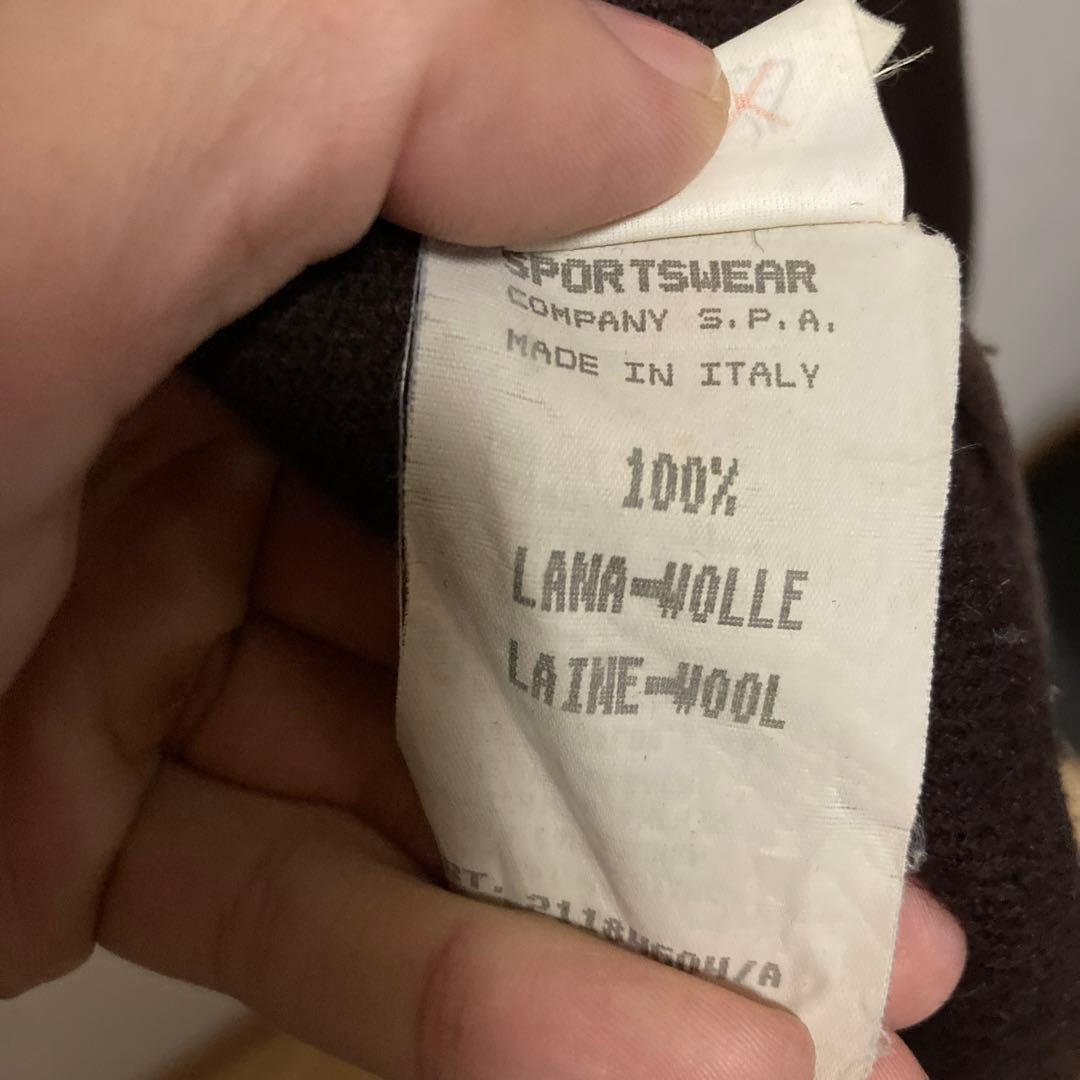 SPORTSWEAR
COMPANY S.P.A.
MADE IN ITALY
100%
LANA-WOLLE
LAINE-WOOL